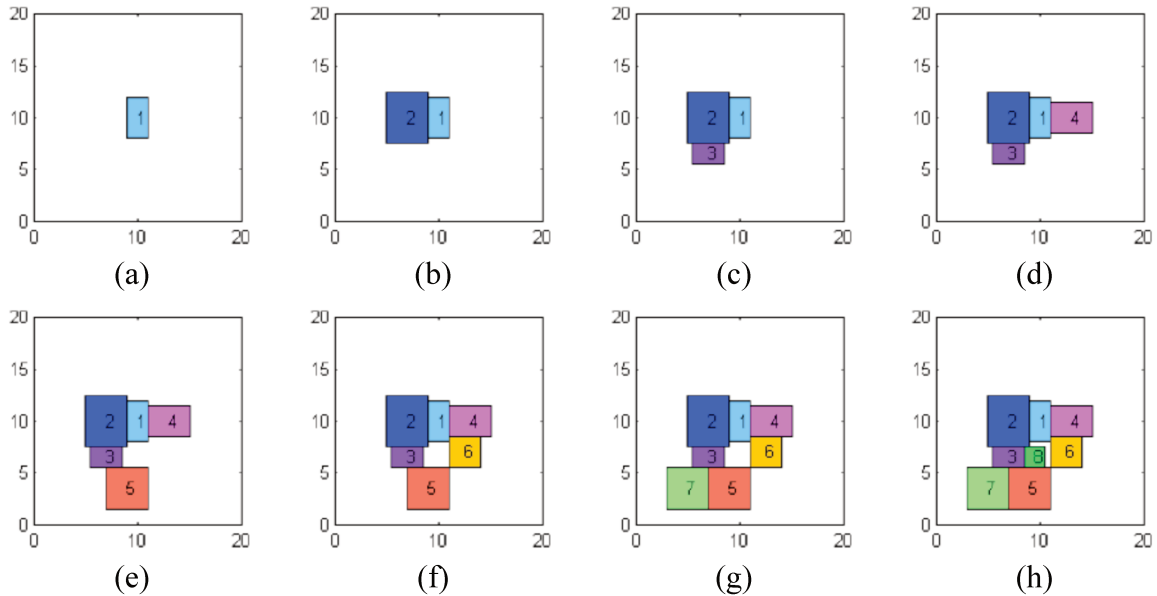 20 20 20 20
15 15 15 15
1 2 1 2 1 2 1 4
10 10 10 10
3 3
5 5 5 5
0 0 0 0
0 10 20 0 10 20 0 10 20 0 10 20
(a) (b) (c) (d)
20 20 20 20
15 15 15 15
10 2 1 4 10 2 1 4 10 2 1 4 10 2 1 4
3 3 6 3 6 3 8 6
5 5 5 5
5 5 7 5 7 5
0 0 0 0
0 10 20 0 10 20 0 10 20 0 10 20
(e) (f) (g) (h)